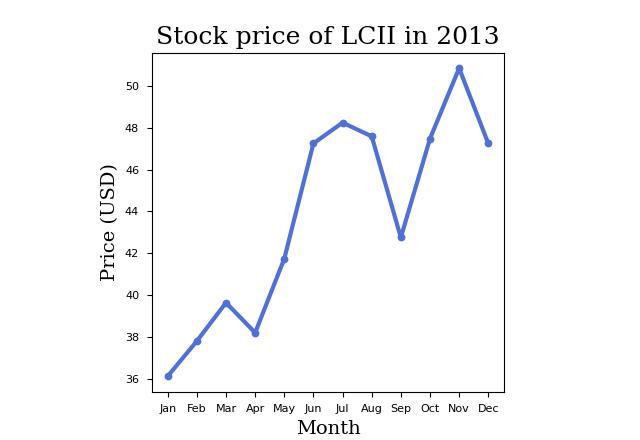 Stock price of LCII in 2013
Price (USD)
50
48
46
44
42
40
38
36
Jan Feb Mar Apr May Jun Jul Aug Sep Oct Nov Dec
Month